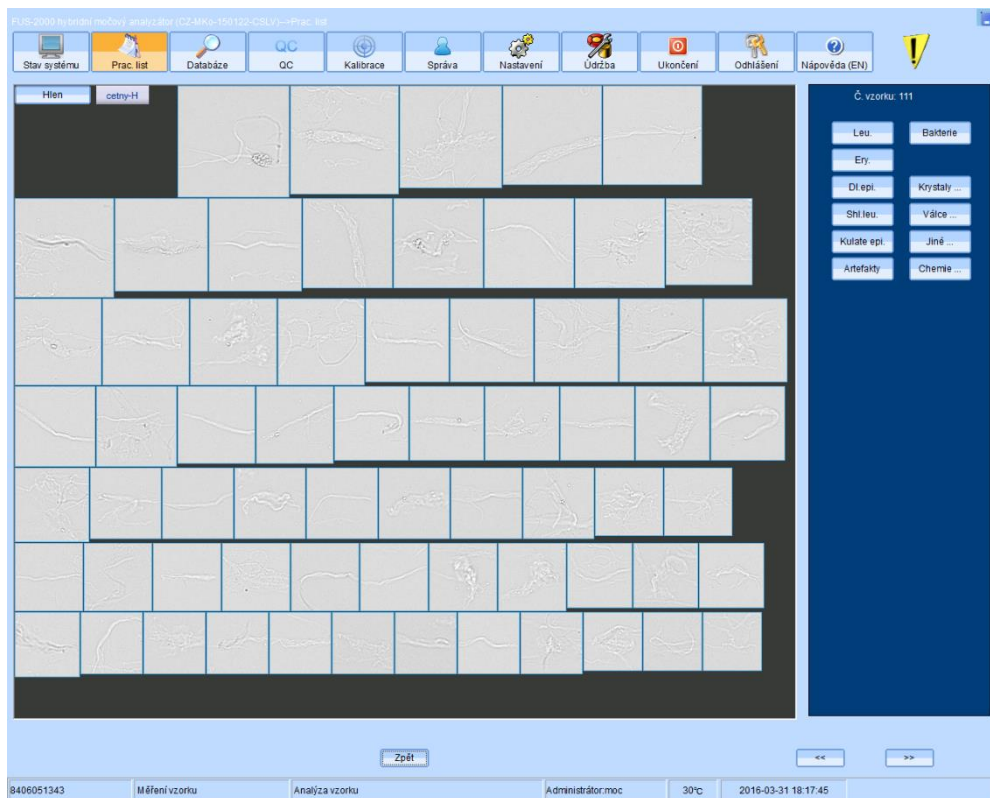 FUS-2000 hybridní močový analyzátor (CZ-MKo-150122-CSLV)-->Prac. list
Stav systému Prac. list Databáze QC Kalibrace Správa Nastavení Údržba Ukončení Odhlášení Nápověda (EN)
QC
Hlen cetny-H
Č. vzorku: 111
Leu. Bakterie
Ery.
Dl.epi. Krystaly ...
Shl.leu. Válce ...
Kulate epi. Jiné ...
Artefakty Chemie ...
Zpět << >>
8406051343 Měření vzorku Analýza vzorku Administrátor:moc 30℃ 2016-03-31 18:17:45